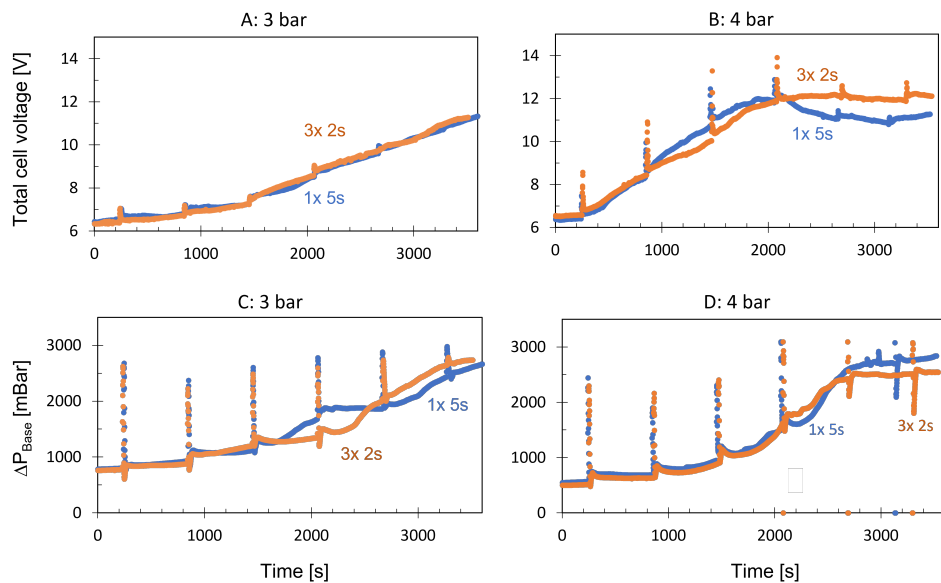 A: 3 bar
B: 4 bar
Total cell voltage [V]
14
12
10
8
6
3x 2s
1x 5s
0
1000
2000
3000
14
12
10
8
6
3x 2s
1x 5s
0
1000
2000
3000
C: 3 bar
D: 4 bar
ΔPBase [mBar]
3000
2000
1000
0
1x 5s
3x 2s
0
1000
2000
3000
3000
2000
1000
0
1x 5s
3x 2s
0
1000
2000
3000
Time [s]
Time [s]